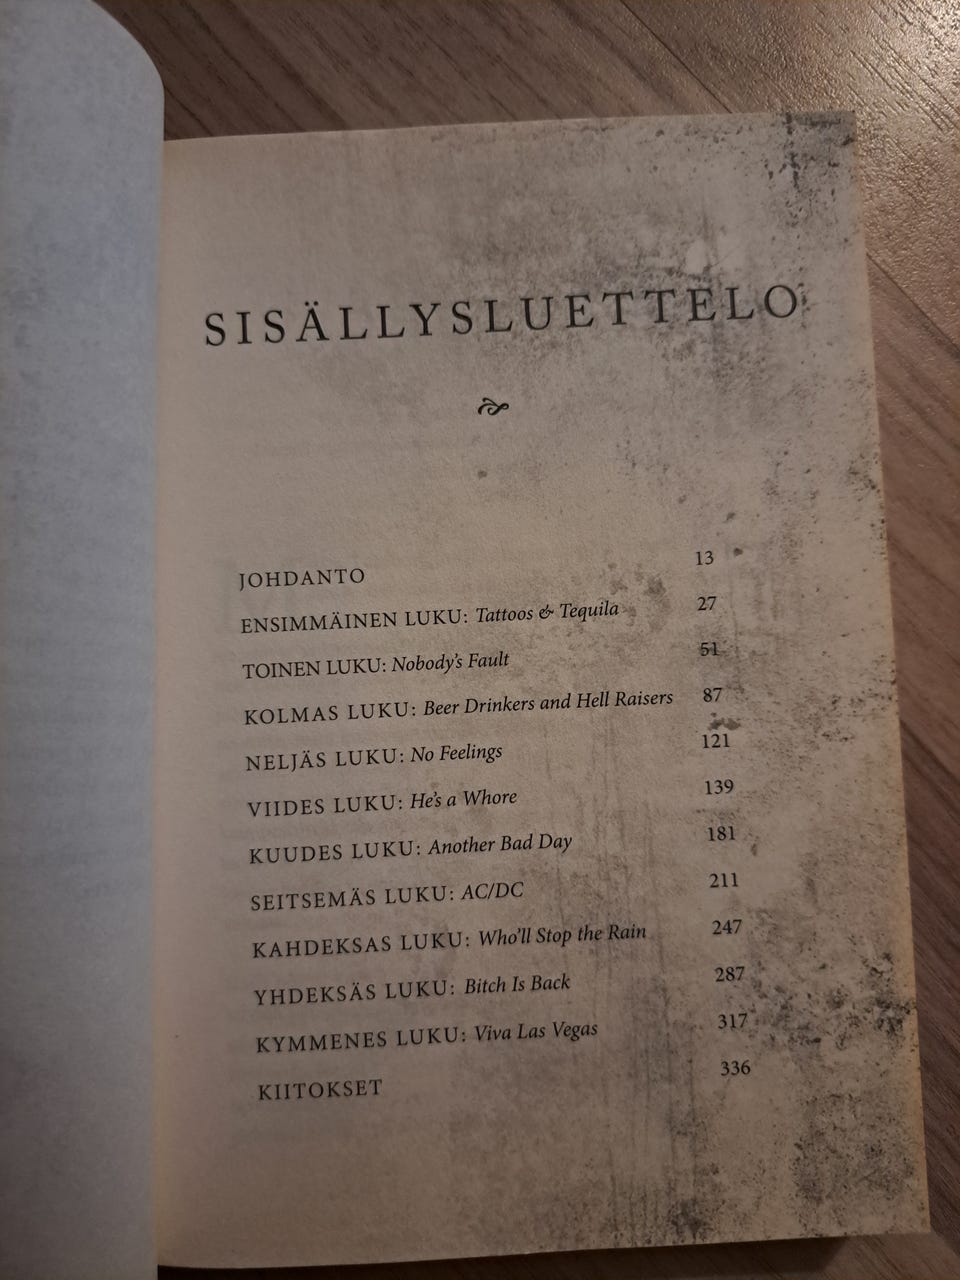 SISÄLLYSLUETTELO
JOHDANTO 13
ENSIMMÄINEN LUKU: Tattoos & Tequila 27
TOINEN LUKU: Nobody's Fault 51
KOLMAS LUKU: Beer Drinkers and Hell Raisers 87
NELJÄS LUKU: No Feelings 121
VIIDES LUKU: He's a Whore 139
KUUDES LUKU: Another Bad Day 181
SEITSEMÄS LUKU: AC/DC 211
KAHDEKSAS LUKU: Who'll Stop the Rain 247
YHDEKSÄS LUKU: Bitch Is Back 287
KYMMENES LUKU: Viva Las Vegas 317
KIITOKSET 336